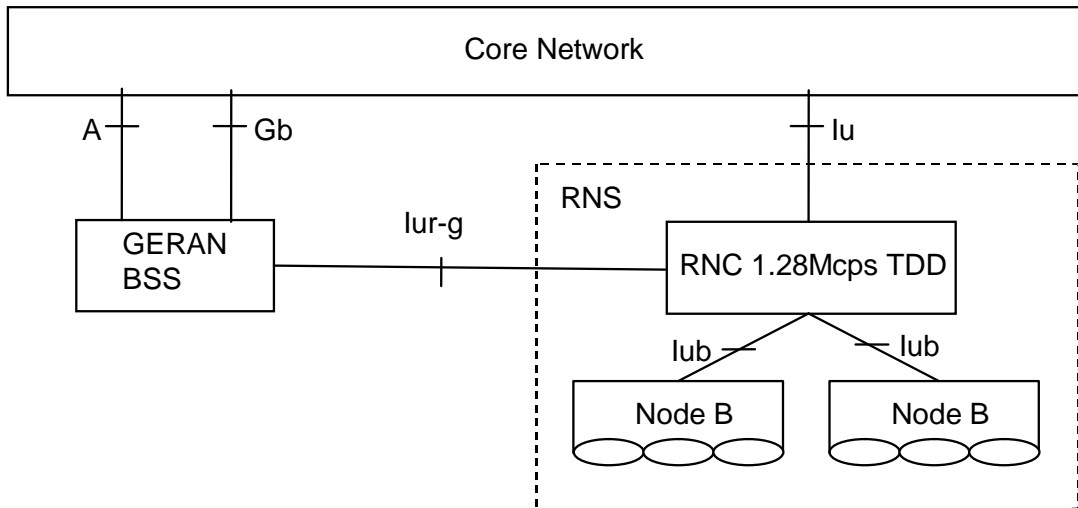 Core Network
A
Gb
Iu
RNS
GERAN
BSS
Iur-g
RNC 1.28Mcps TDD
Iub
Iub
Node B
Node B